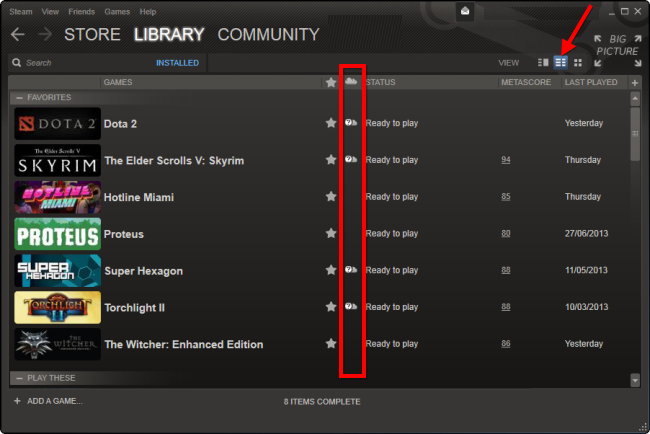 Steam View Friends Games Help
STORE LIBRARY COMMUNITY
BIG PICTURE
Search INSTALLED VIEW
GAMES STATUS METASCORE LAST PLAYED +
— FAVORITES
DOTA 2 Dota 2 Ready to play Yesterday
The Elder Scrolls V: SKYRIM The Elder Scrolls V: Skyrim Ready to play 94 Thursday
HOTLINE MIAMI Hotline Miami Ready to play 85 Thursday
PROTEUS Proteus Ready to play 80 27/06/2013
SUPER HEXAGON Super Hexagon Ready to play 88 11/05/2013
TORCHLIGHT II Torchlight II Ready to play 88 10/03/2013
THE WITCHER The Witcher: Enhanced Edition Ready to play 86 Yesterday
— PLAY THESE
+ ADD A GAME... 8 ITEMS COMPLETE